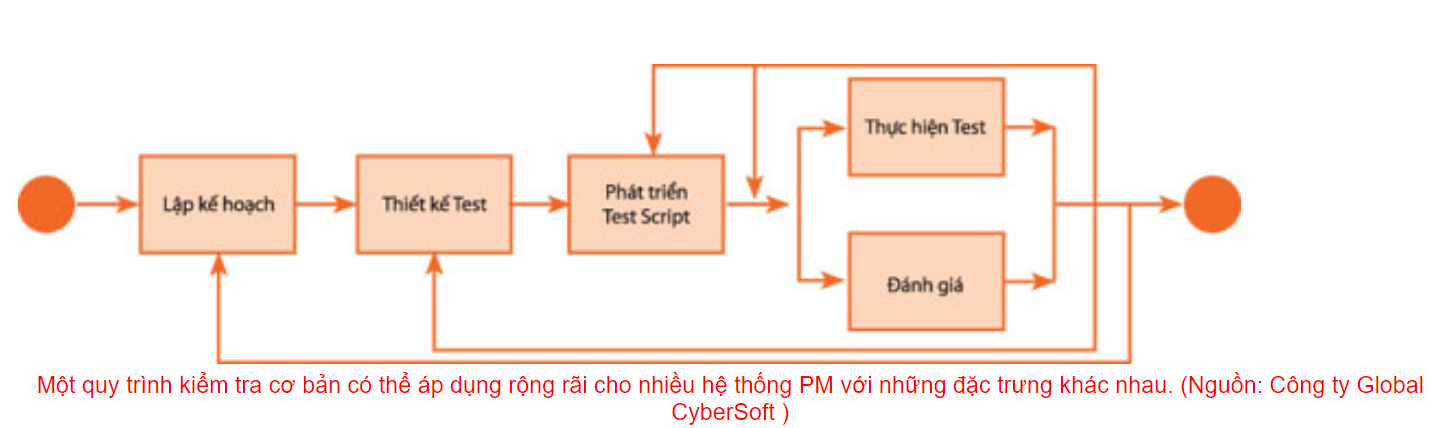 Lập kế hoạch
Thiết kế Test
Phát triển
Test Script
Thực hiện Test
Đánh giá
Một quy trình kiểm tra cơ bản có thể áp dụng rộng rãi cho nhiều hệ thống PM với những đặc trưng khác nhau. (Nguồn: Công ty Global
CyberSoft )